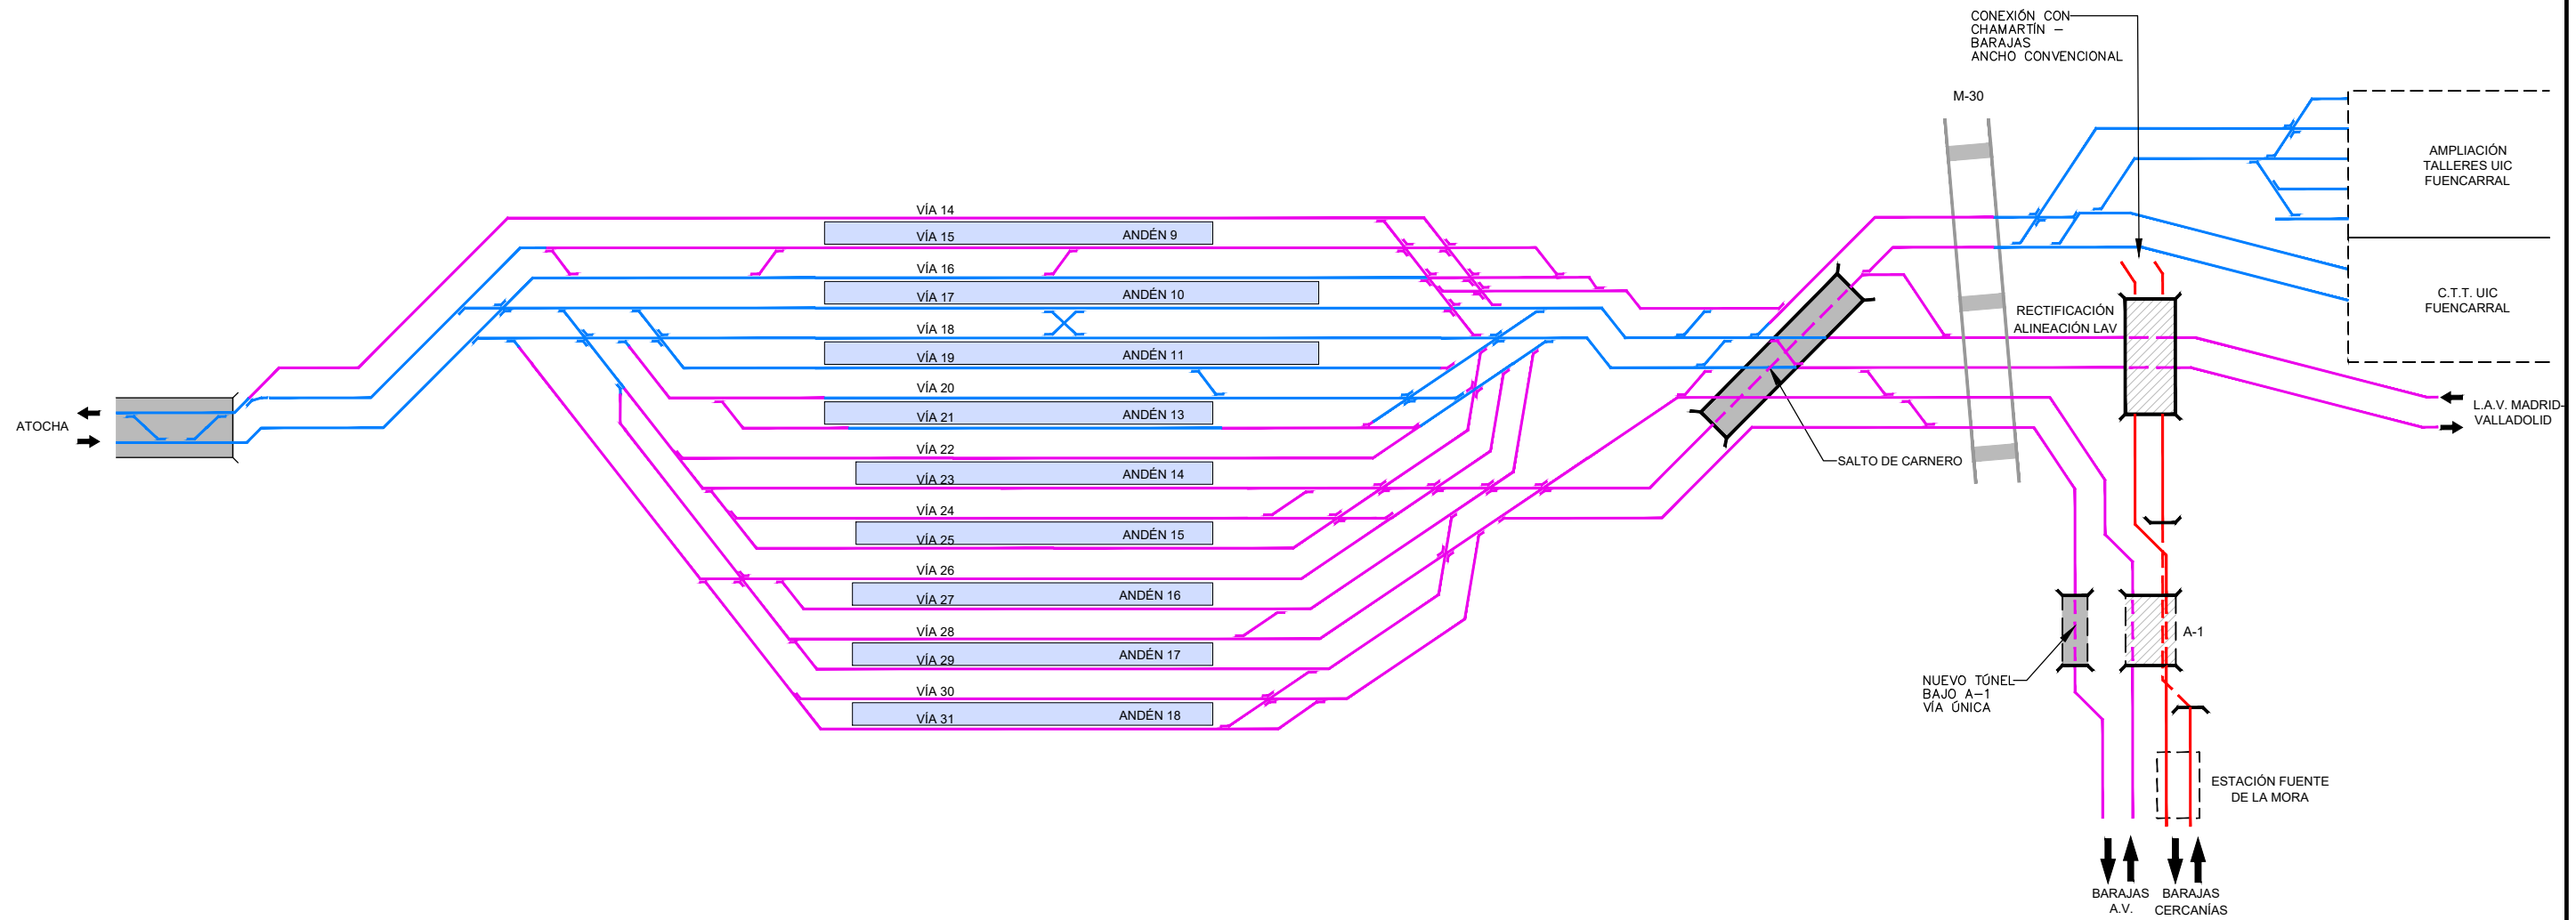 CONEXIÓN CON
CHAMARTÍN –
BARAJAS
ANCHO CONVENCIONAL
M-30
AMPLIACIÓN
TALLERES UIC
FUENCARRAL
C.T.T. UIC
FUENCARRAL
RECTIFICACIÓN
ALINEACIÓN LAV
L.A.V. MADRID-
VALLADOLID
ATOCHA
VÍA 14
VÍA 15 ANDÉN 9
VÍA 16
VÍA 17 ANDÉN 10
VÍA 18
VÍA 19 ANDÉN 11
VÍA 20
VÍA 21 ANDÉN 13
VÍA 22
VÍA 23 ANDÉN 14
VÍA 24
VÍA 25 ANDÉN 15
VÍA 26
VÍA 27 ANDÉN 16
VÍA 28
VÍA 29 ANDÉN 17
VÍA 30
VÍA 31 ANDÉN 18
SALTO DE CARNERO
A-1
NUEVO TÚNEL
BAJO A–1
VÍA ÚNICA
ESTACIÓN FUENTE
DE LA MORA
BARAJAS
A.V.
BARAJAS
CERCANÍAS